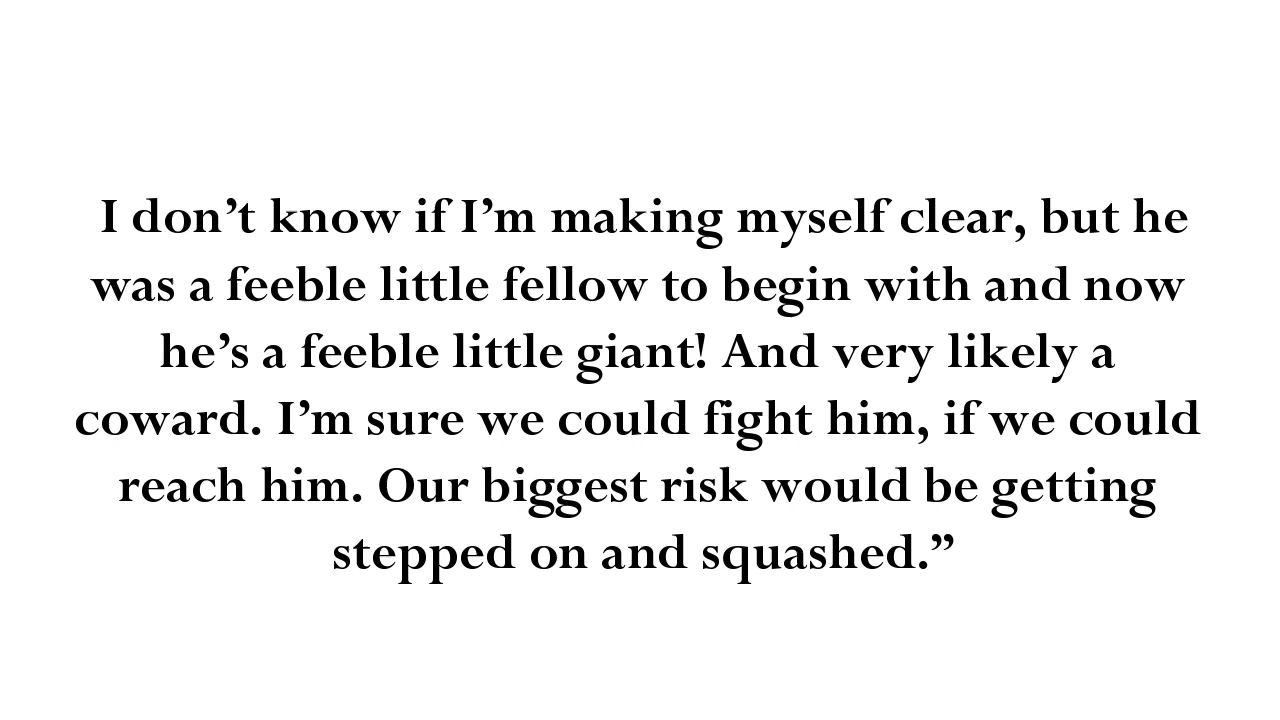 I don’t know if I’m making myself clear, but he
was a feeble little fellow to begin with and now
he’s a feeble little giant! And very likely a
coward. I’m sure we could fight him, if we could
reach him. Our biggest risk would be getting
stepped on and squashed.”